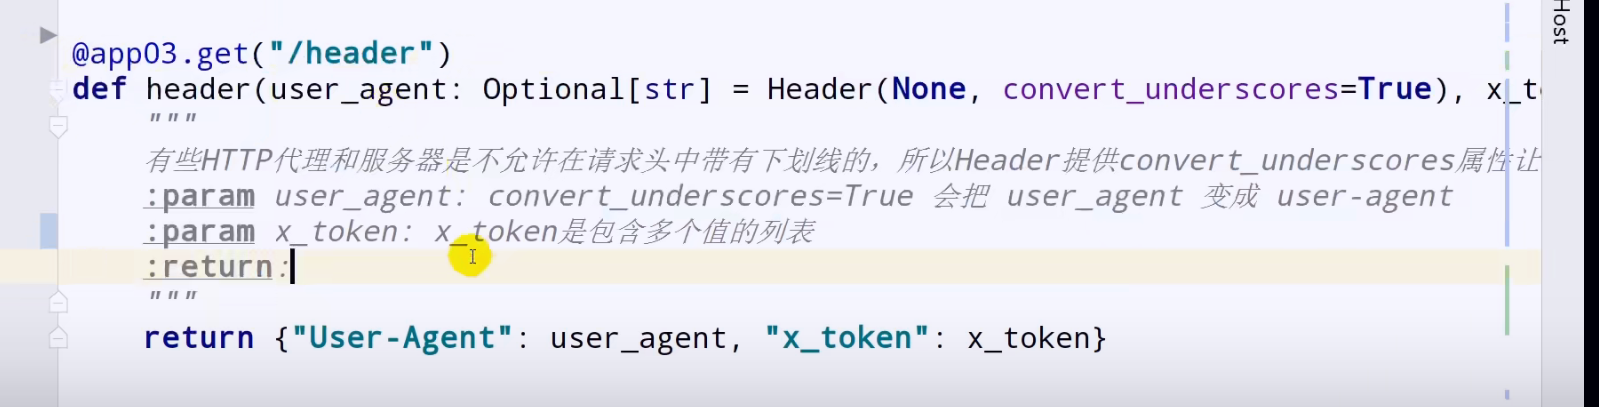 @app03.get("/header")
def header(user_agent: Optional[str] = Header(None, convert_underscores=True), x_to
"""
有些HTTP代理和服务器是不允许在请求头中带有下划线的，所以Header提供convert_underscores属性让
:param user_agent: convert_underscores=True 会把 user_agent 变成 user-agent
:param x_token: x_token是包含多个值的列表
:return:
"""
return {"User-Agent": user_agent, "x_token": x_token}
Host